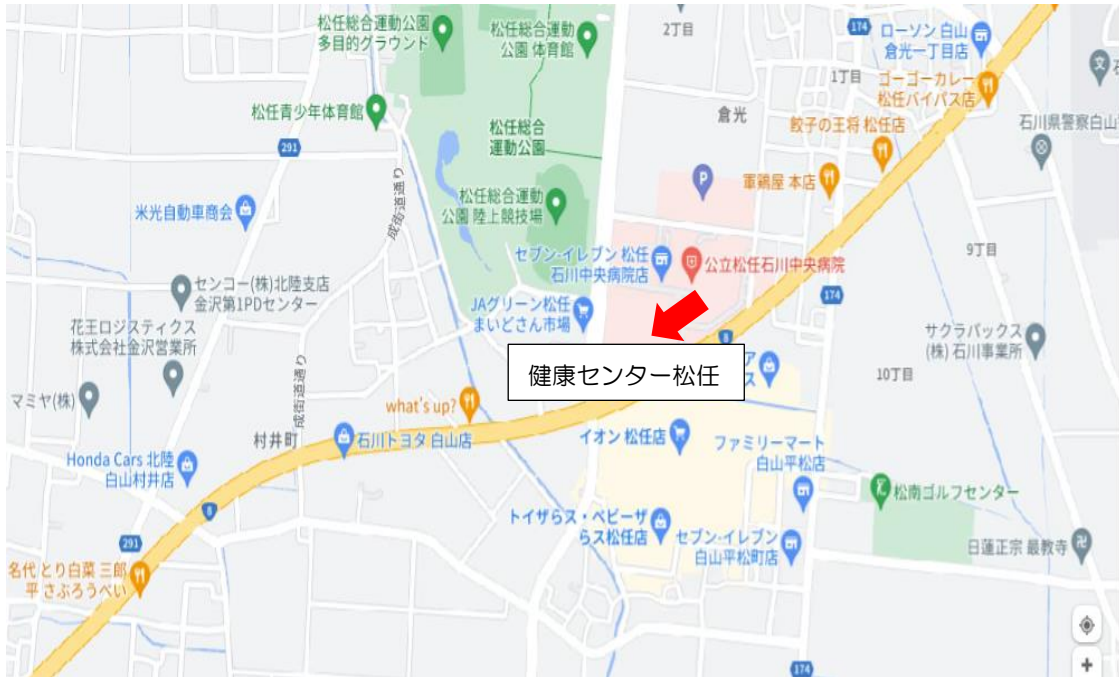 松任総合運動公園
多目的グラウンド
松任総合運動
公園 体育館
2丁目
174
ローソン 白山
倉光一丁目店
1丁目
ゴーゴーカレー
松任バイパス店
文
松任青少年体育館
松任総合
運動公園
倉光
餃子の王将 松任店
石川県警察白山
291
P
軍鶏屋 本店
成街道通り
米光自動車商会
松任総合運動
公園 陸上競技場
セブン-イレブン 松任
石川中央病院店
公立松任石川中央病院
9丁目
センコー(株)北陸支店
金沢第1PDセンター
174
JAグリーン松任
まいどさん市場
花王ロジスティクス
株式会社金沢営業所
8
サクラパックス
(株) 石川事業所
健康センター松任
ア
ス
10丁目
成街道通り
マミヤ(株)
what's up?
村井町
石川トヨタ 白山店
イオン 松任店
ファミリーマート
白山平松店
Honda Cars 北陸
白山村井店
松南ゴルフセンター
8
トイザらス・ベビーザ
らス松任店
セブン-イレブン
白山平松町店
291
日蓮正宗 最教寺
名代 とり白菜 三郎
平 さぶろうべい
174
+